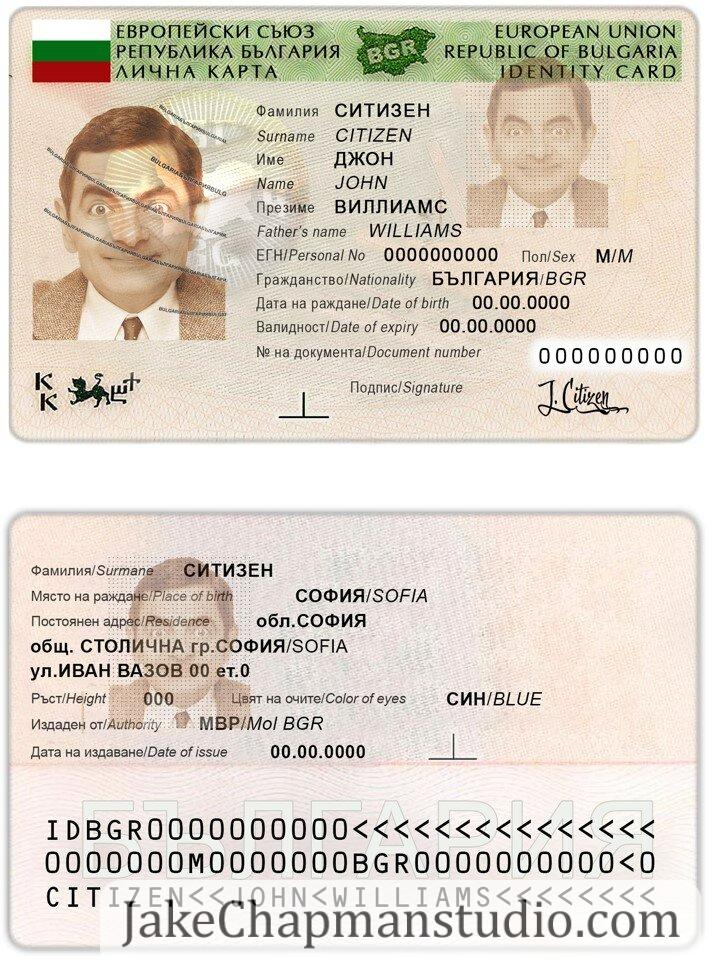 ЕВРОПЕЙСКИ СЪЮЗ EUROPEAN UNION
РЕПУБЛИКА БЪЛГАРИЯ BGR REPUBLIC OF BULGARIA
ЛИЧНА КАРТА IDENTITY CARD
Фамилия СИТИЗЕН
Surname CITIZEN
Име ДЖОН
Name JOHN
Презиме ВИЛЛИАМС
Father's name WILLIAMS
ЕГН/Personal No 0000000000 Пол/Sex М/M
Гражданство/Nationality БЪЛГАРИЯ/BGR
Дата на раждане/Date of birth 00.00.0000
Валидност/Date of expiry 00.00.0000
№ на документа/Document number 000000000
Подпис/Signature J.Citizen
Фамилия/Surmane СИТИЗЕН
Място на раждане/Place of birth СОФИЯ/SOFIA
Постоянен адрес/Residence обл.СОФИЯ
общ. СТОЛИЧНА гр.СОФИЯ/SOFIA
ул.ИВАН ВАЗОВ 00 ет.0
Ръст/Height 000 Цвят на очите/Color of eyes СИН/BLUE
Издаден от/Authority МВР/MoI BGR
Дата на издаване/Date of issue 00.00.0000
БЪЛГАРИЯ
IDBGR0000000000<<<<<<<<<<<<<<<
0000000M0000000BGR0000000000<0
CITIZEN<<JOHN<WILLIAMS<<<<<<<<
JakeChapmanstudio.com